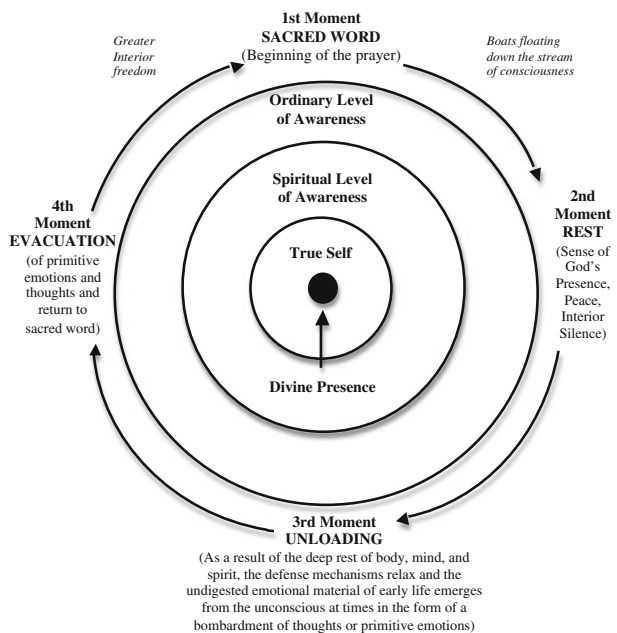 1st Moment
SACRED WORD
(Beginning of the prayer)
Greater
Interior
freedom
Boats floating
down the stream
of consciousness
Ordinary Level
of Awareness
Spiritual Level
of Awareness
True Self
Divine Presence
2nd
Moment
REST
(Sense of
God's
Presence,
Peace,
Interior
Silence)
3rd Moment
UNLOADING
(As a result of the deep rest of body, mind, and
spirit, the defense mechanisms relax and the
undigested emotional material of early life emerges
from the unconscious at times in the form of a
bombardment of thoughts or primitive emotions)
4th
Moment
EVACUATION
(of primitive
emotions and
thoughts and
return to
sacred word)